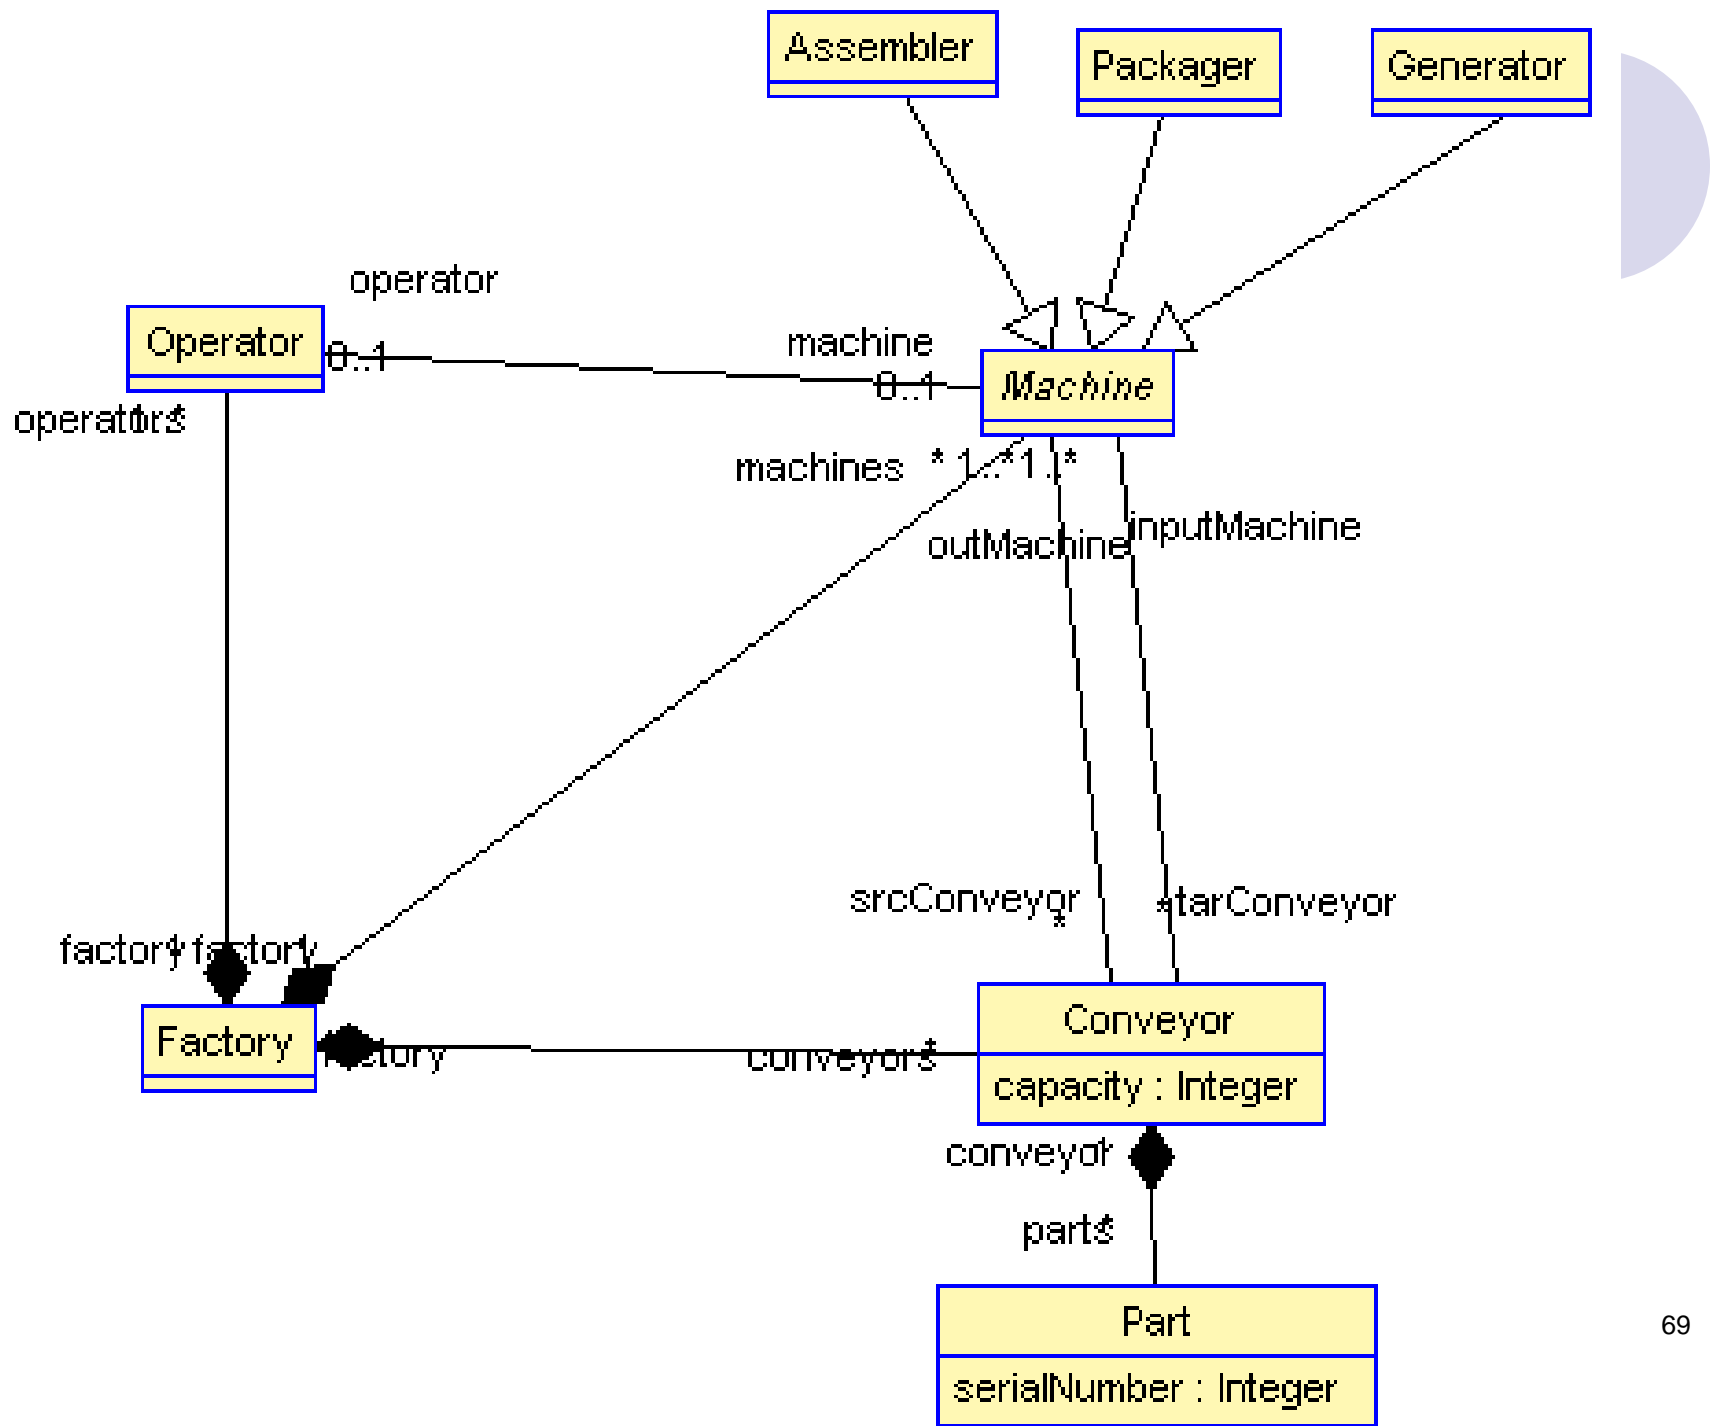 Assembler
Packager
Generator
operator
Operator
0..1
machine
0..1
Machine
operators
machines
* 1..*1..*
outMachine
inputMachine
srcConveyor
*
*
tarConveyor
factory
factory
Factory
factory
conveyors
*
Conveyor
capacity : Integer
conveyor
parts
*
Part
serialNumber : Integer
69